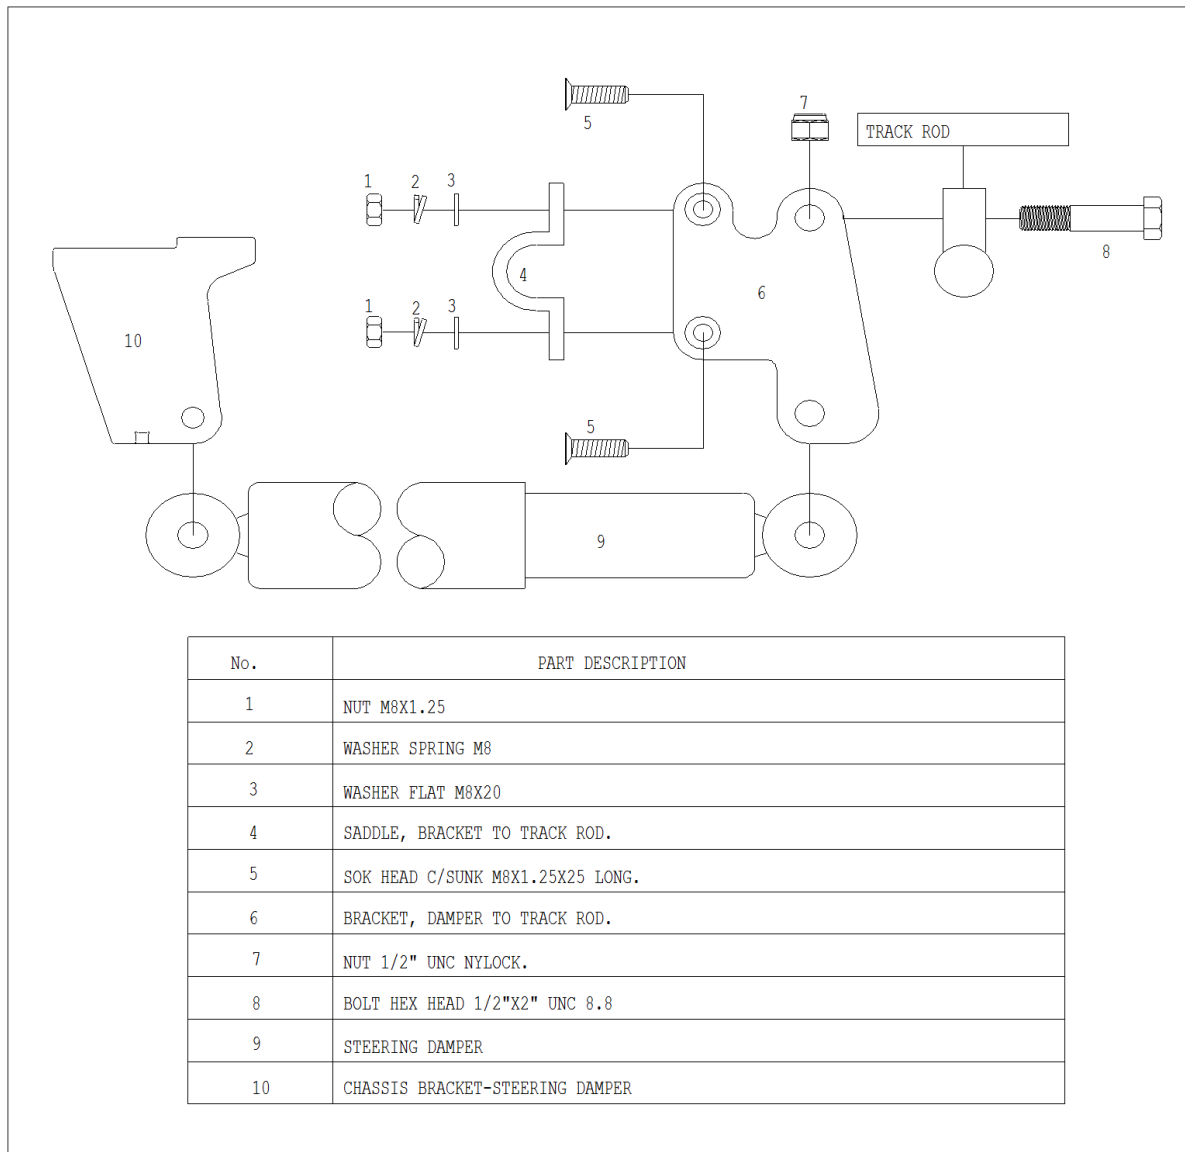 5
7
TRACK ROD
1 2 3
8
4
6
1 2 3
10
5
9
No. PART DESCRIPTION
1 NUT M8X1.25
2 WASHER SPRING M8
3 WASHER FLAT M8X20
4 SADDLE, BRACKET TO TRACK ROD.
5 SOK HEAD C/SUNK M8X1.25X25 LONG.
6 BRACKET, DAMPER TO TRACK ROD.
7 NUT 1/2" UNC NYLOCK.
8 BOLT HEX HEAD 1/2"X2" UNC 8.8
9 STEERING DAMPER
10 CHASSIS BRACKET-STEERING DAMPER